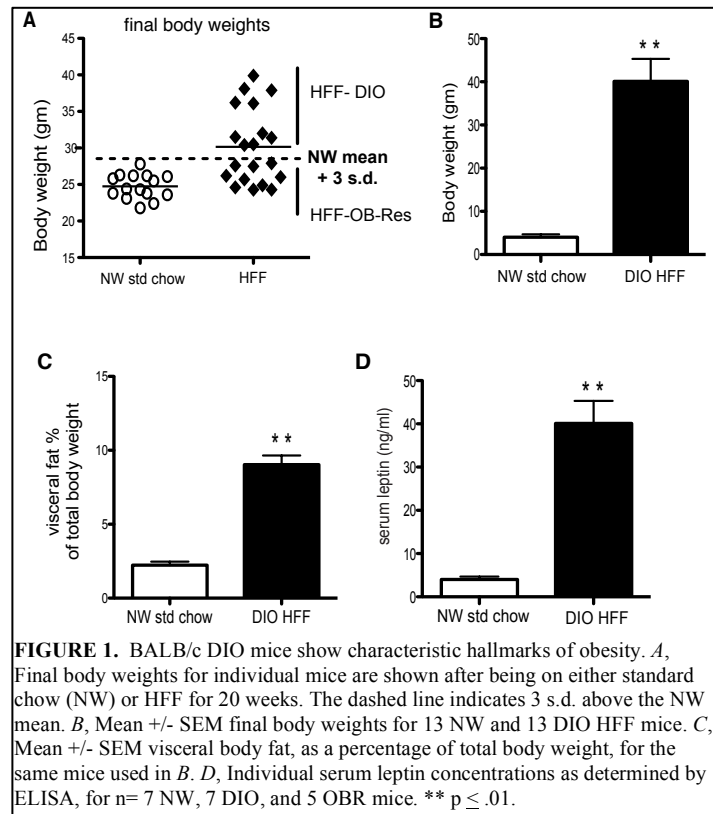 A
final body weights
Body weight (gm)
45
40
35
30
25
20
15
HFF- DIO
NW mean
+ 3 s.d.
HFF-OB-Res
NW std chow
HFF
B
Body weight (gm)
50
40
30
20
10
0
* *
NW std chow
DIO HFF
C
visceral fat %
of total body weight
15
10
5
0
* *
NW std chow
DIO HFF
D
serum leptin (ng/ml)
50
40
30
20
10
0
* *
NW std chow
DIO HFF
FIGURE 1. BALB/c DIO mice show characteristic hallmarks of obesity. A,
Final body weights for individual mice are shown after being on either standard
chow (NW) or HFF for 20 weeks. The dashed line indicates 3 s.d. above the NW
mean. B, Mean +/- SEM final body weights for 13 NW and 13 DIO HFF mice. C,
Mean +/- SEM visceral body fat, as a percentage of total body weight, for the
same mice used in B. D, Individual serum leptin concentrations as determined by
ELISA, for n= 7 NW, 7 DIO, and 5 OBR mice. ** p ≤ .01.